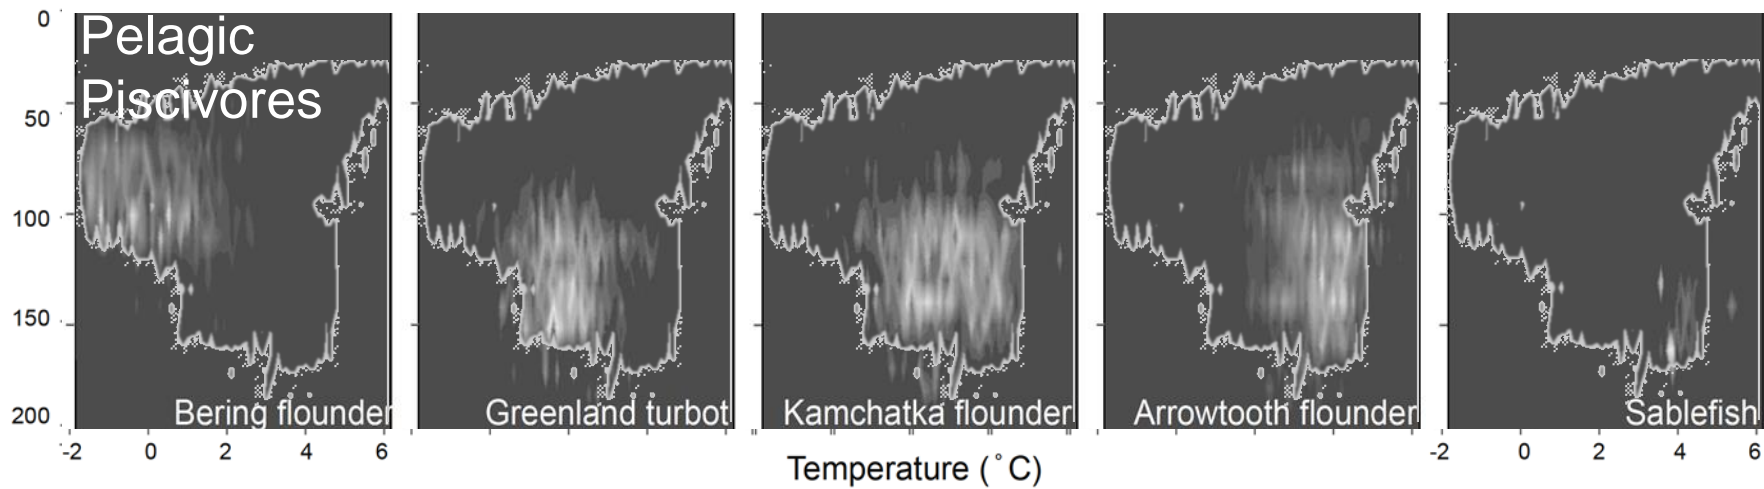 Pelagic
Piscivores
0
50
100
150
200
Bering flounder
Greenland turbot
Kamchatka flounder
Arrowtooth flounder
Sablefish
-2 0 2 4 6
-2 0 2 4 6
Temperature (°C)